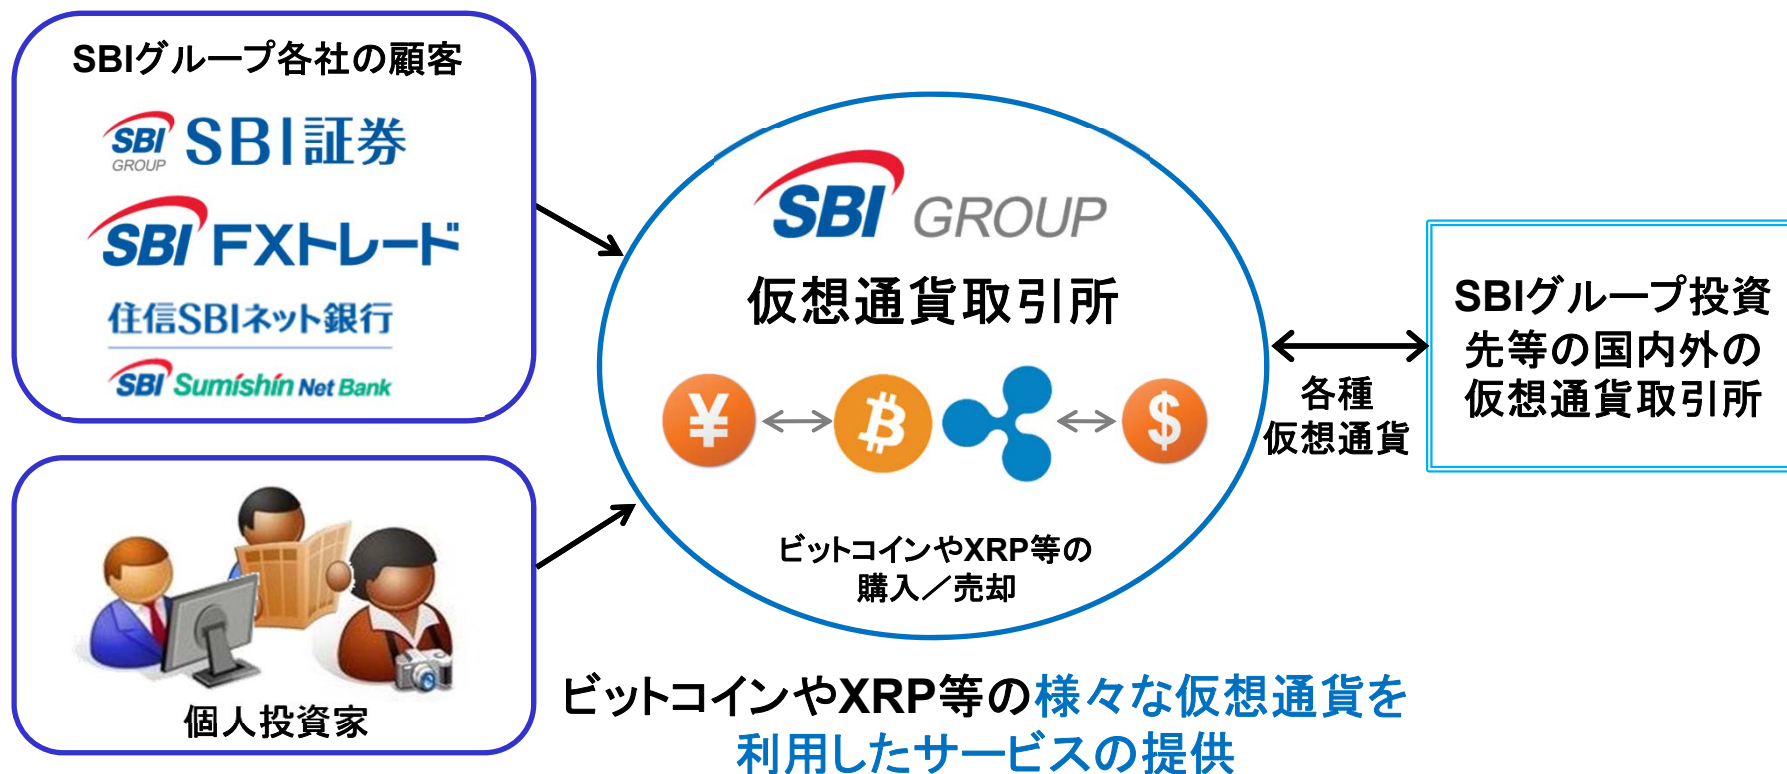 SBIグループ各社の顧客
SBI GROUP SBI証券
SBI FXトレード
住信SBIネット銀行
SBI Sumishin Net Bank
個人投資家
SBI GROUP
仮想通貨取引所
¥ ₿ $
ビットコインやXRP等の
購入／売却
各種
仮想通貨
SBIグループ投資
先等の国内外の
仮想通貨取引所
ビットコインやXRP等の様々な仮想通貨を
利用したサービスの提供